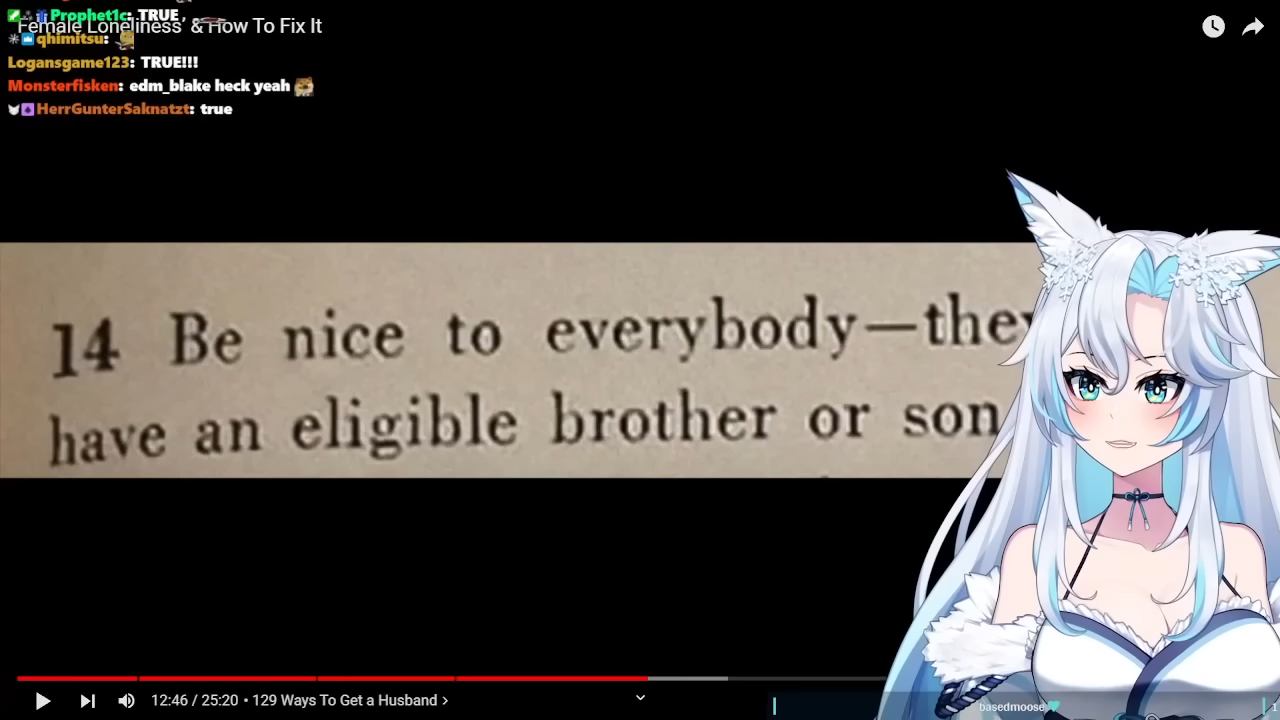 Prophet1c: TRUE
Female Loneliness' & How To Fix It
qhimitsu:
Logansgame123: TRUE!!!
Monsterfisken: edm_blake heck yeah
HerrGunterSaknatzt: true
14 Be nice to everybody—they
have an eligible brother or son
12:46 / 25:20 • 129 Ways To Get a Husband
basedmoose
1